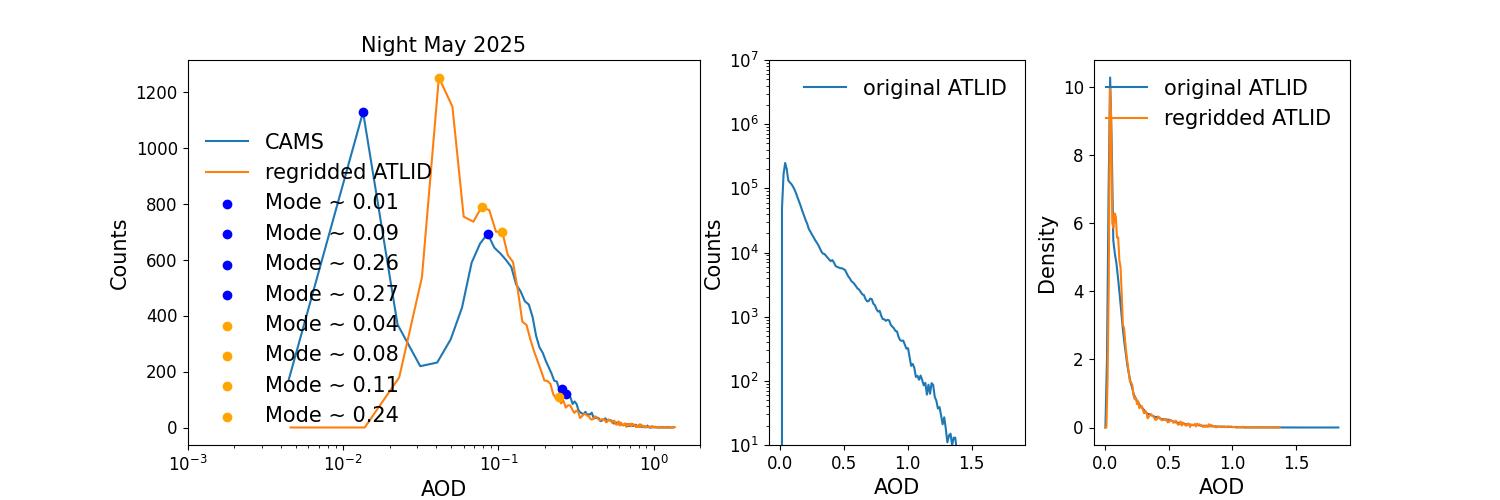 Night May 2025
Counts
1200
1000
800
600
400
200
0
CAMS
regridded ATLID
Mode ~ 0.01
Mode ~ 0.09
Mode ~ 0.26
Mode ~ 0.27
Mode ~ 0.04
Mode ~ 0.08
Mode ~ 0.11
Mode ~ 0.24
10⁻³ 10⁻² 10⁻¹ 10⁰
AOD
Counts
10⁷
10⁶
10⁵
10⁴
10³
10²
10¹
original ATLID
0.0 0.5 1.0 1.5
AOD
Density
10
8
6
4
2
0
original ATLID
regridded ATLID
0.0 0.5 1.0 1.5
AOD